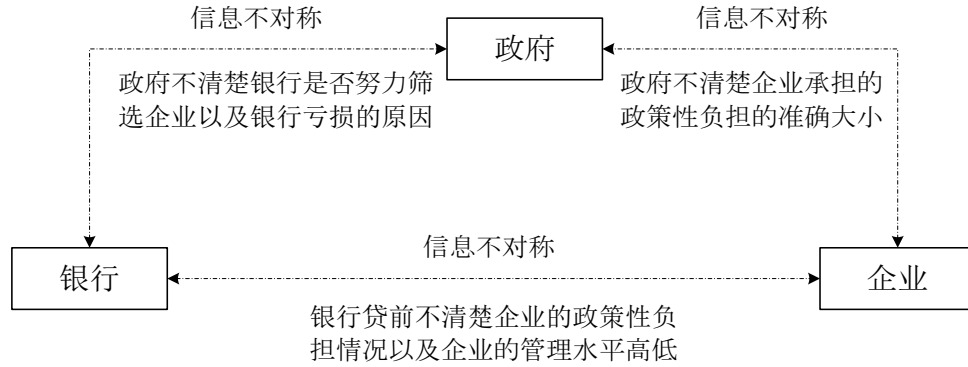 信息不对称
政府
信息不对称
政府不清楚银行是否努力筛
选企业以及银行亏损的原因
政府不清楚企业承担的
政策性负担的准确大小
银行
信息不对称
企业
银行贷前不清楚企业的政策性负
担情况以及企业的管理水平高低